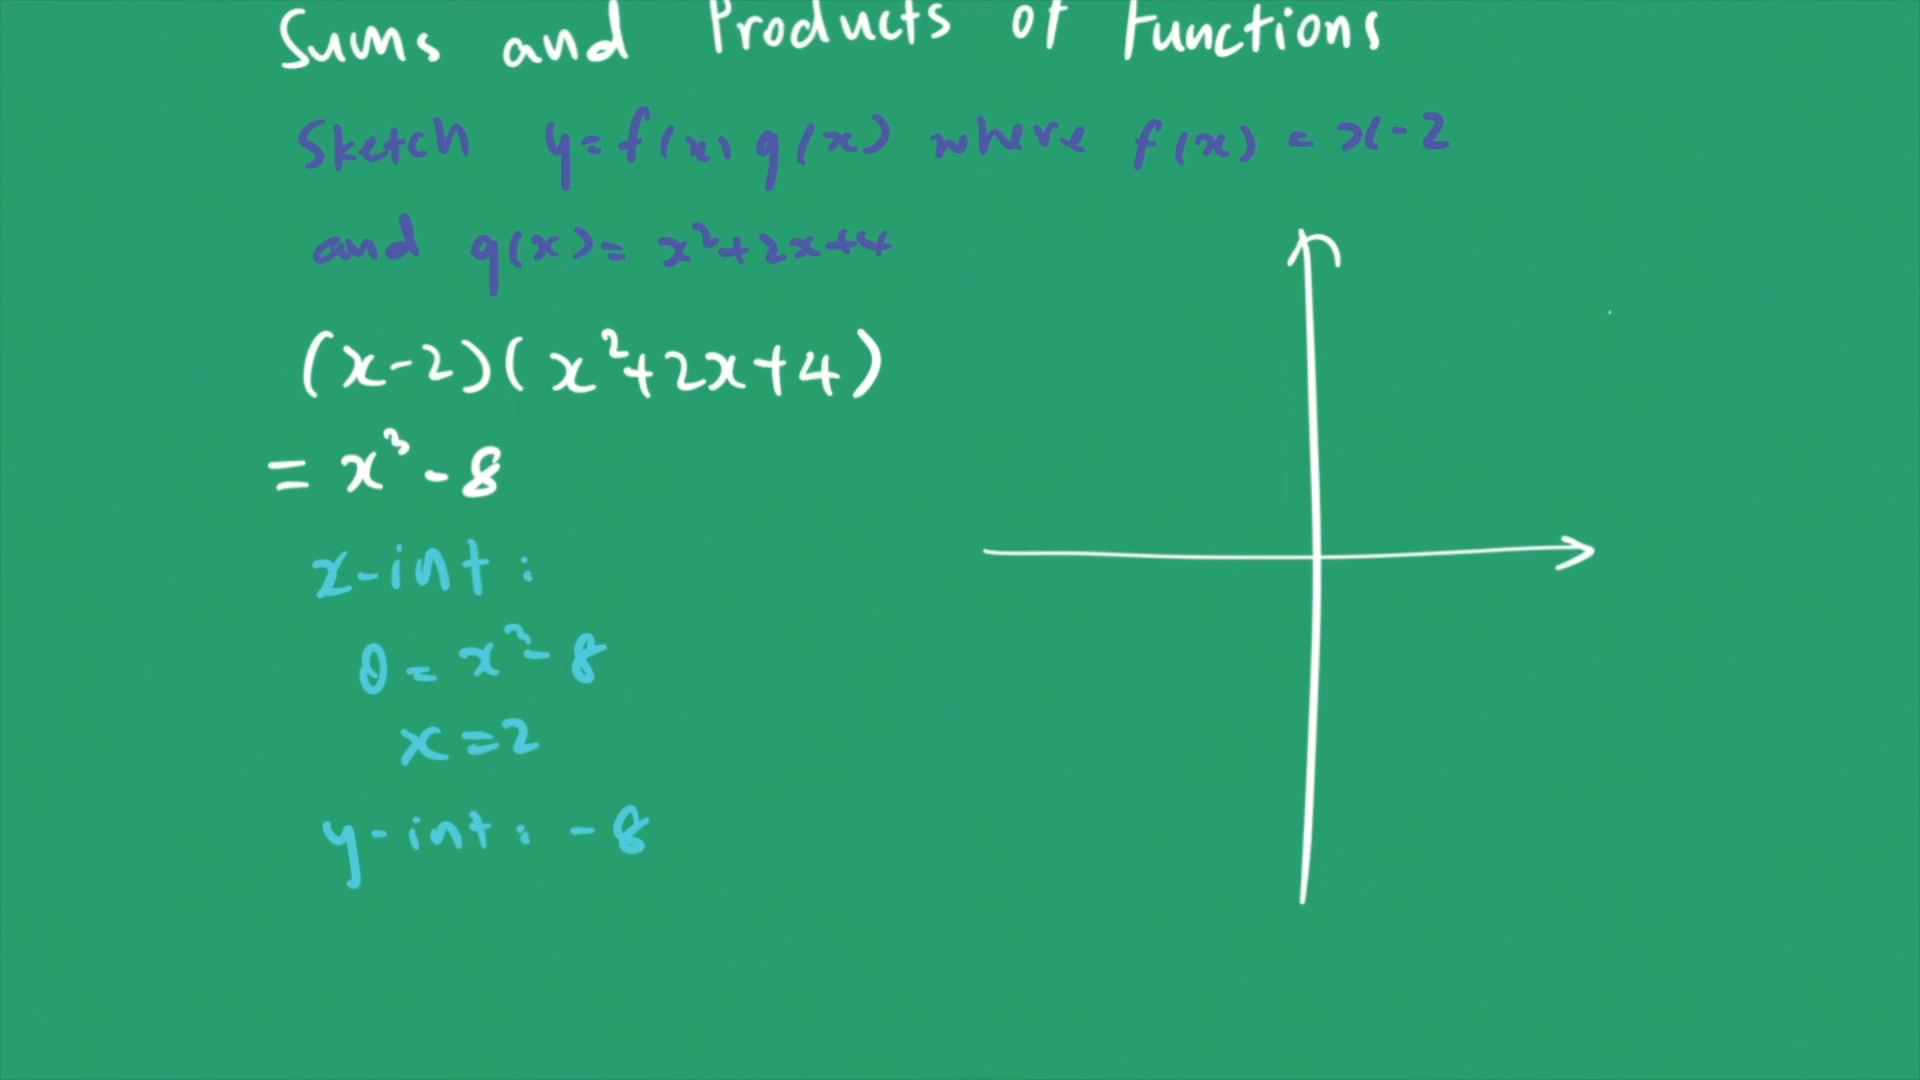 Sums and Products of Functions
Sketch y=f(x)g(x) where f(x) = x-2
and g(x)= x²+2x+4
(x-2)(x²+2x+4)
= x³-8
x-int:
0=x³-8
x=2
y-int: -8